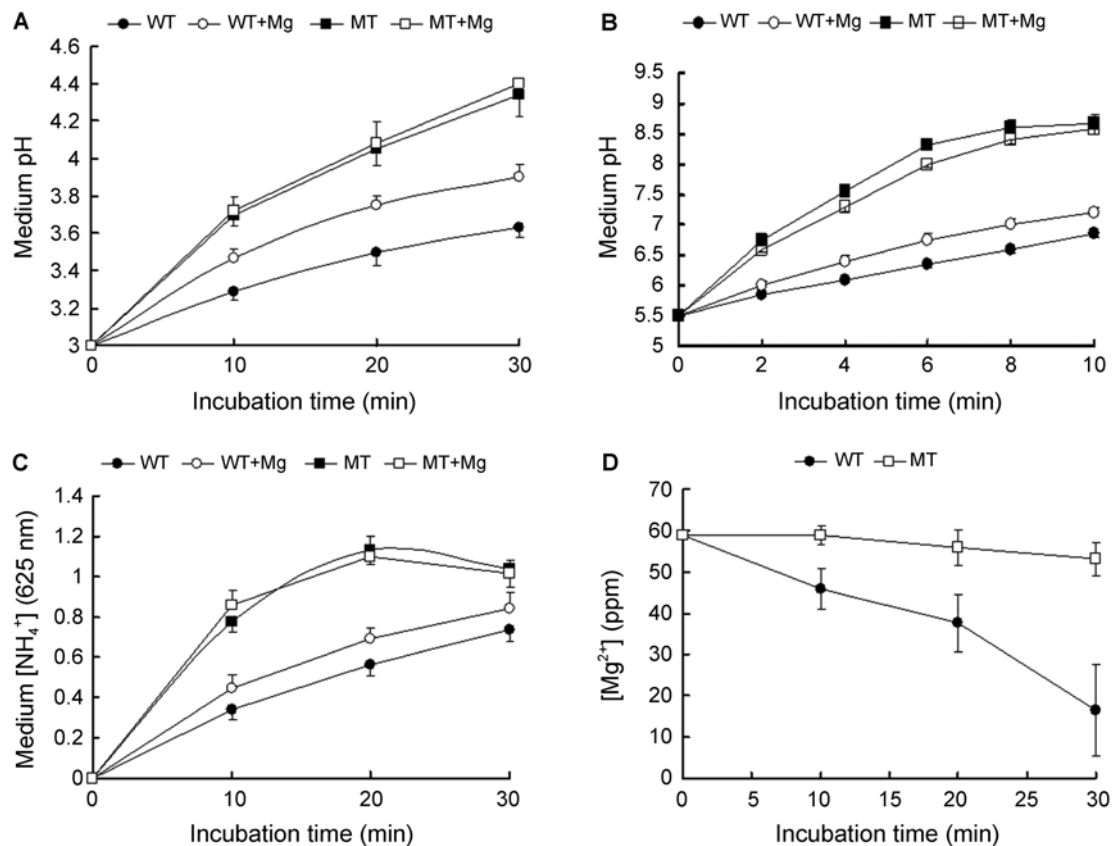 A
WT WT+Mg MT MT+Mg
4.6
4.4
4.2
4
3.8
3.6
3.4
3.2
3
Medium pH
0 10 20 30
Incubation time (min)
B
WT WT+Mg MT MT+Mg
9
8.5
8
7.5
7
6.5
6
5.5
5
Medium pH
0 2 4 6 8 10
Incubation time (min)
C
WT WT+Mg MT MT+Mg
1.4
1.2
1
0.8
0.6
0.4
0.2
0
Medium [NH₄⁺] (625 nm)
0 10 20 30
Incubation time (min)
D
WT MT
70
60
50
40
30
20
10
0
[Mg²⁺] (ppm)
0 5 10 15 20 25 30
Incubation time (min)